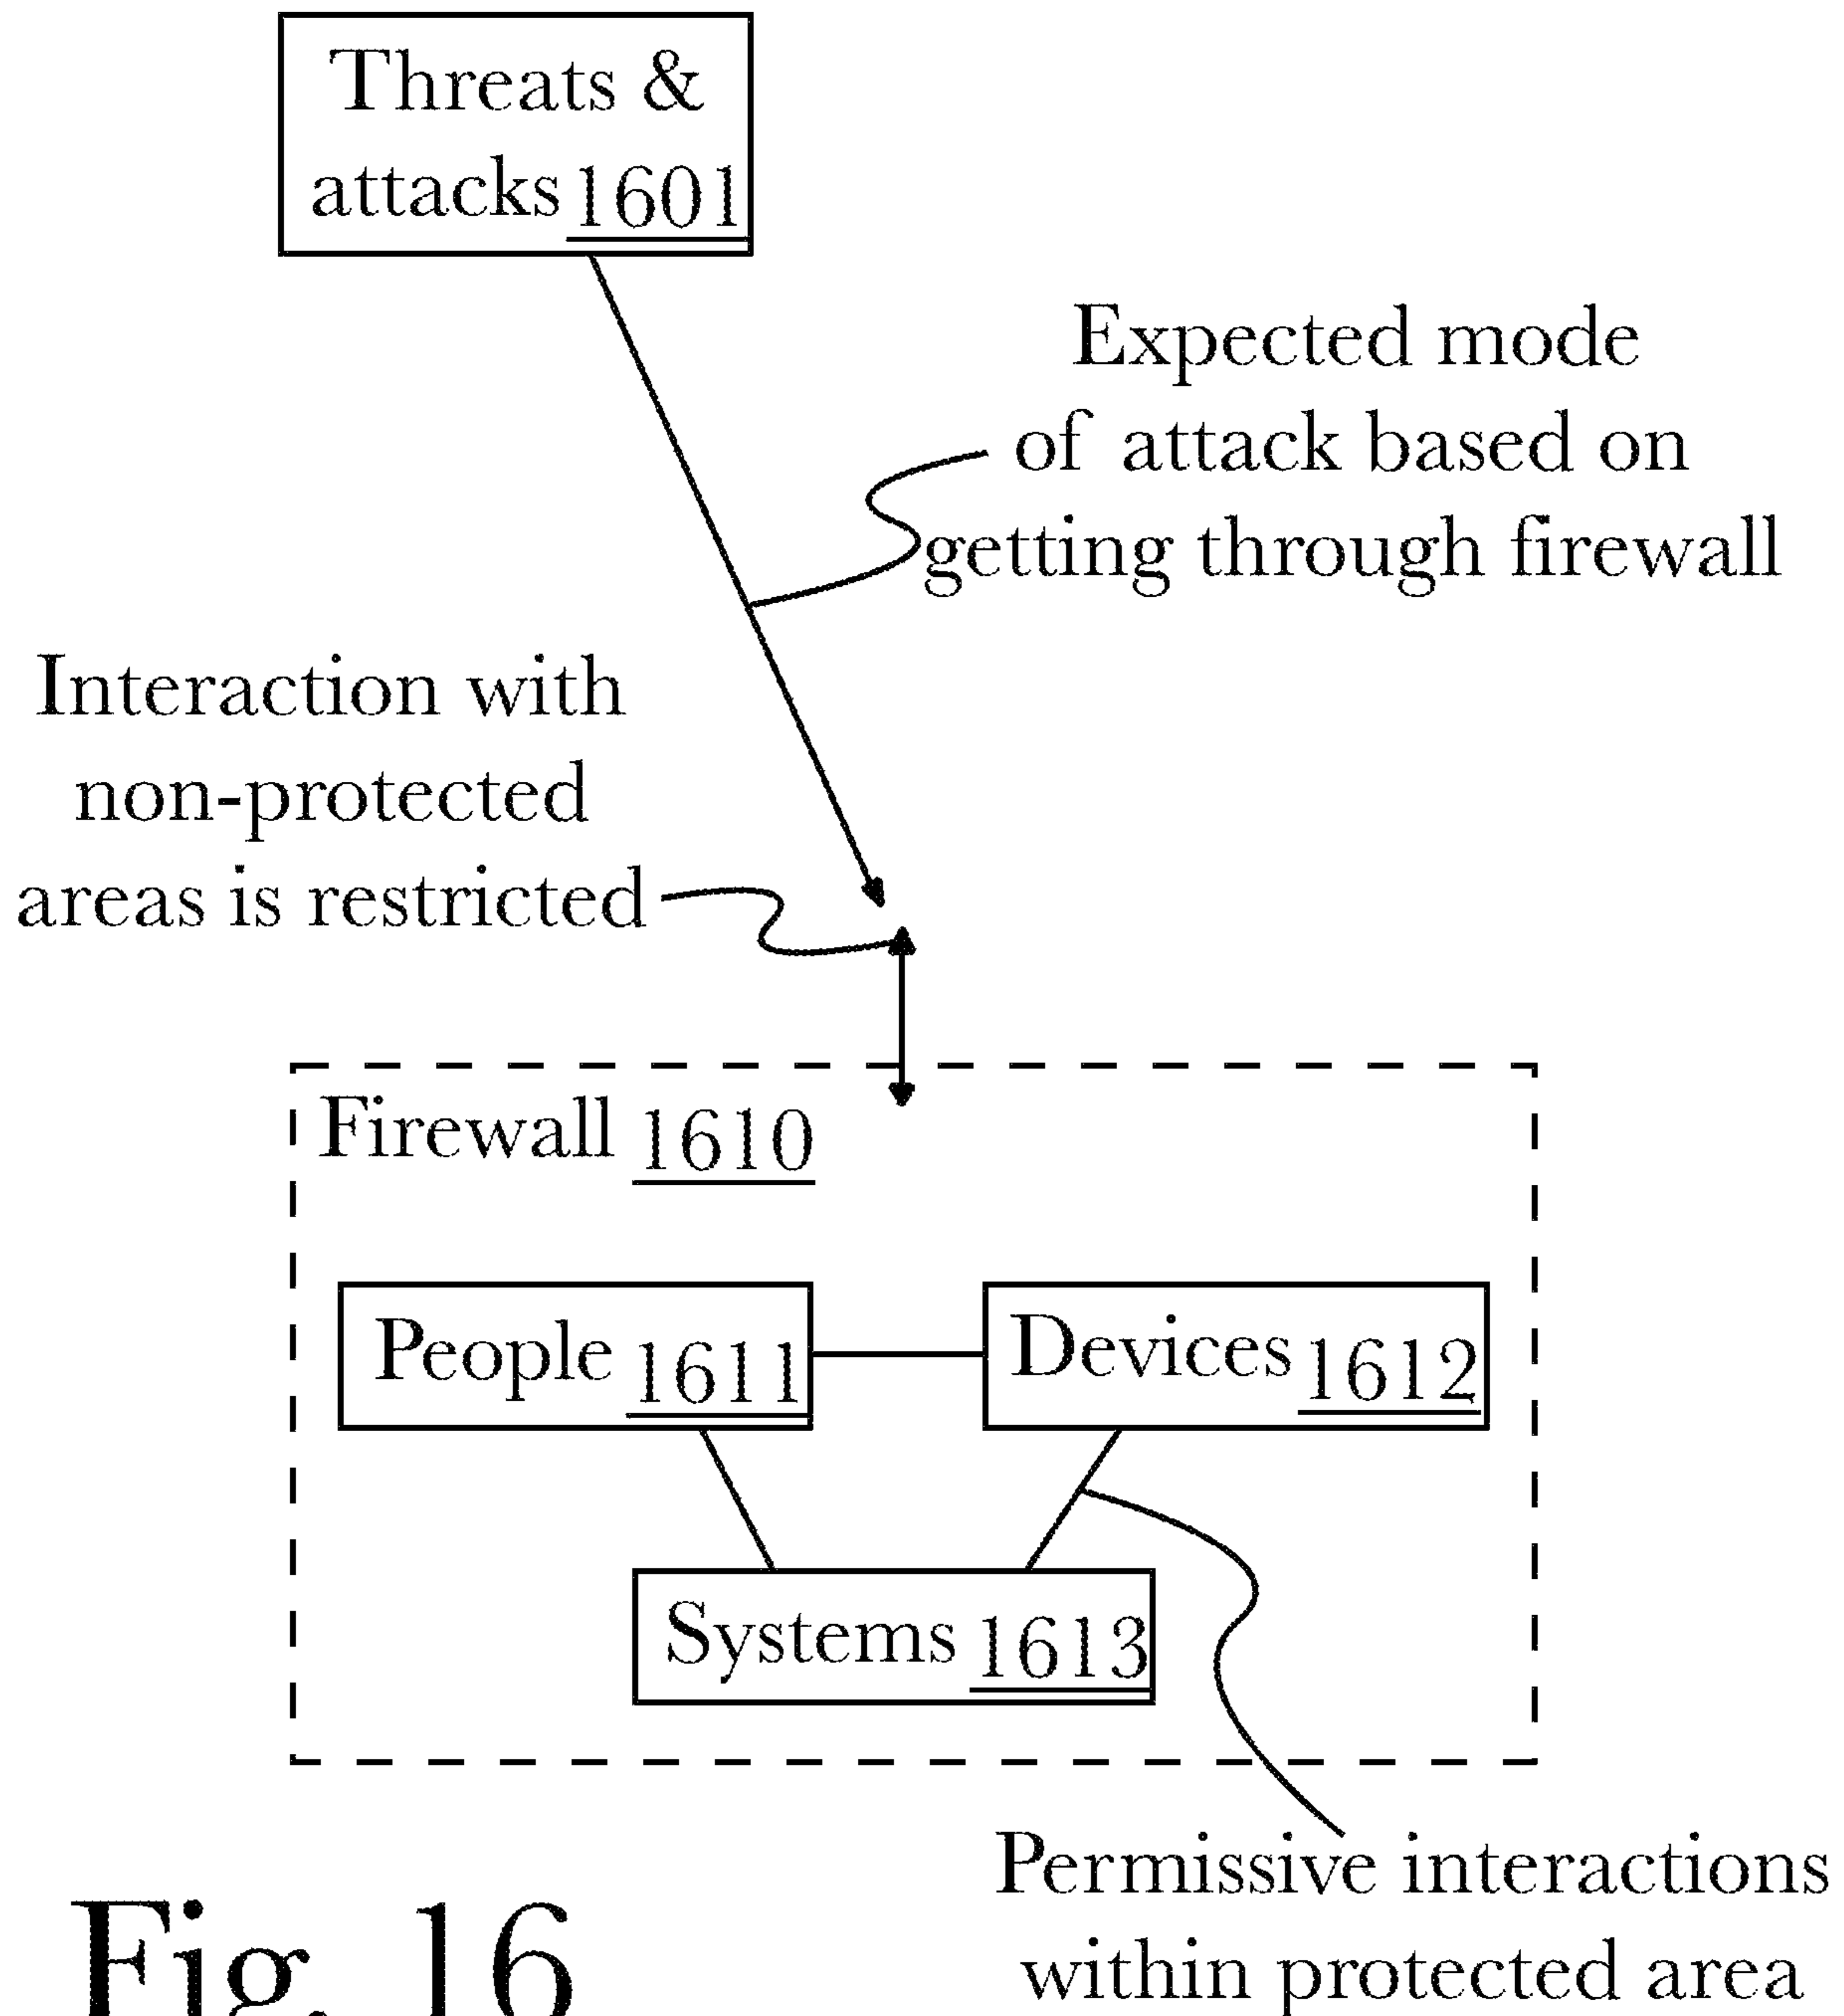 Threats &
attacks 1601
Expected mode
of attack based on
getting through firewall
Interaction with
non-protected
areas is restricted
Firewall 1610
People 1611
Devices 1612
Systems 1613
Permissive interactions
within protected area
Fig. 16